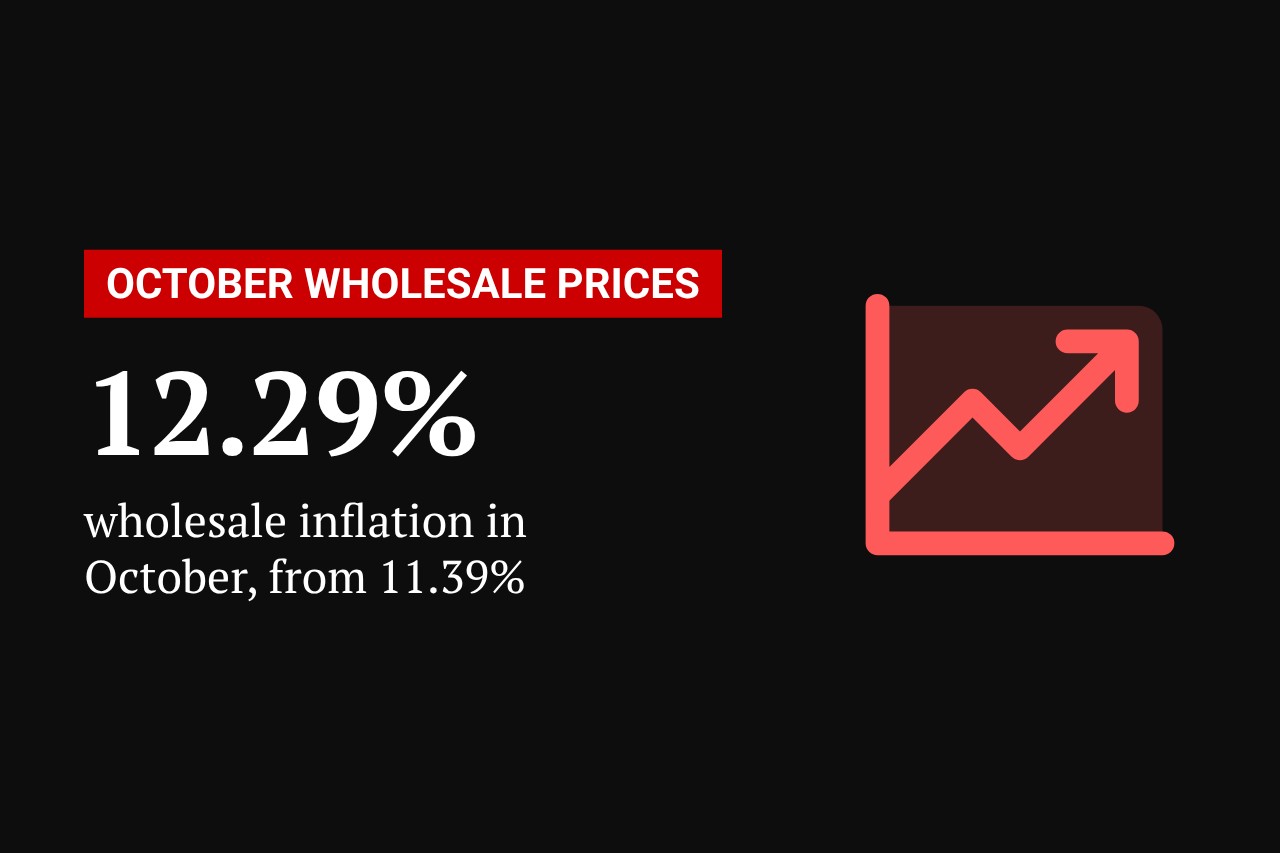 OCTOBER WHOLESALE PRICES
12.29%
wholesale inflation in
October, from 11.39%